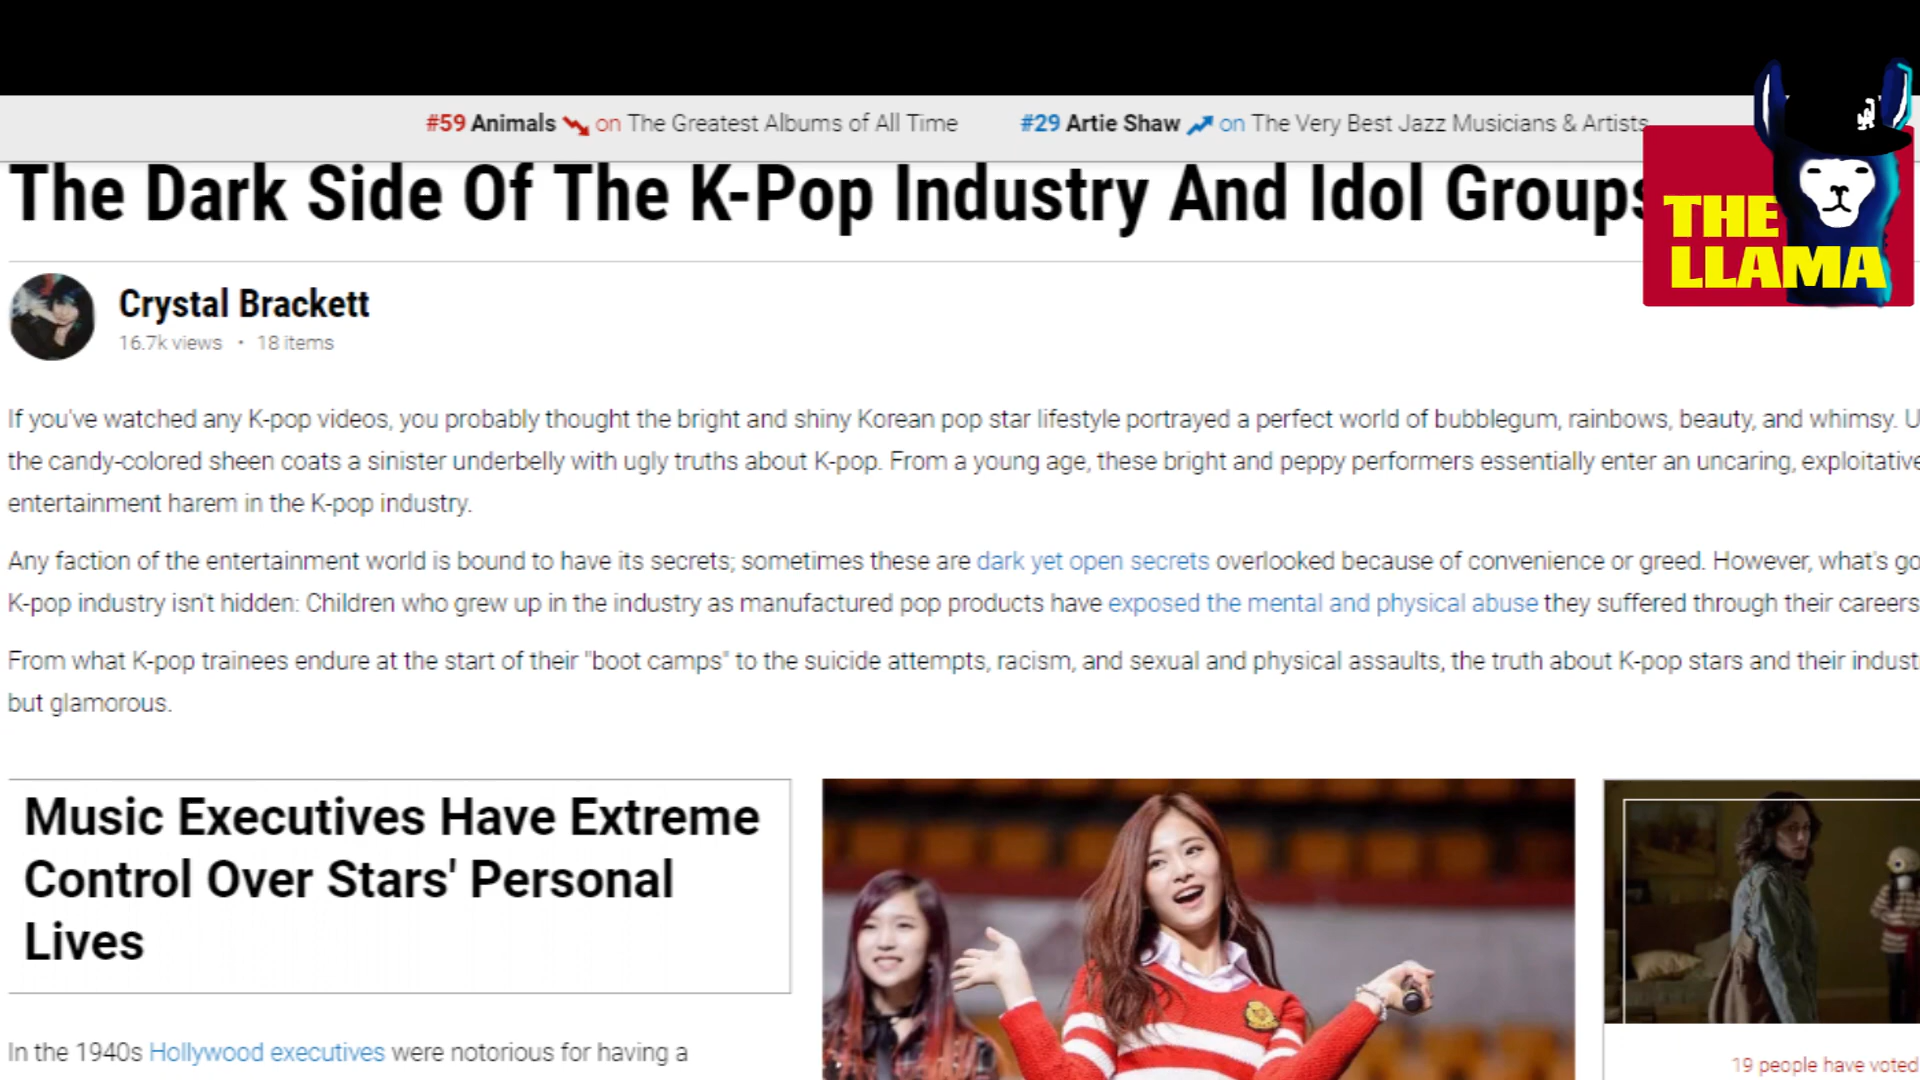 #59 Animals on The Greatest Albums of All Time #29 Artie Shaw on The Very Best Jazz Musicians & Artists
The Dark Side Of The K-Pop Industry And Idol Groups
THE
LLAMA
Crystal Brackett
16.7k views • 18 items
If you've watched any K-pop videos, you probably thought the bright and shiny Korean pop star lifestyle portrayed a perfect world of bubblegum, rainbows, beauty, and whimsy. U
the candy-colored sheen coats a sinister underbelly with ugly truths about K-pop. From a young age, these bright and peppy performers essentially enter an uncaring, exploitative
entertainment harem in the K-pop industry.
Any faction of the entertainment world is bound to have its secrets; sometimes these are dark yet open secrets overlooked because of convenience or greed. However, what's go
K-pop industry isn't hidden: Children who grew up in the industry as manufactured pop products have exposed the mental and physical abuse they suffered through their careers
From what K-pop trainees endure at the start of their "boot camps" to the suicide attempts, racism, and sexual and physical assaults, the truth about K-pop stars and their indust
but glamorous.
Music Executives Have Extreme
Control Over Stars' Personal
Lives
In the 1940s Hollywood executives were notorious for having a
19 people have voted